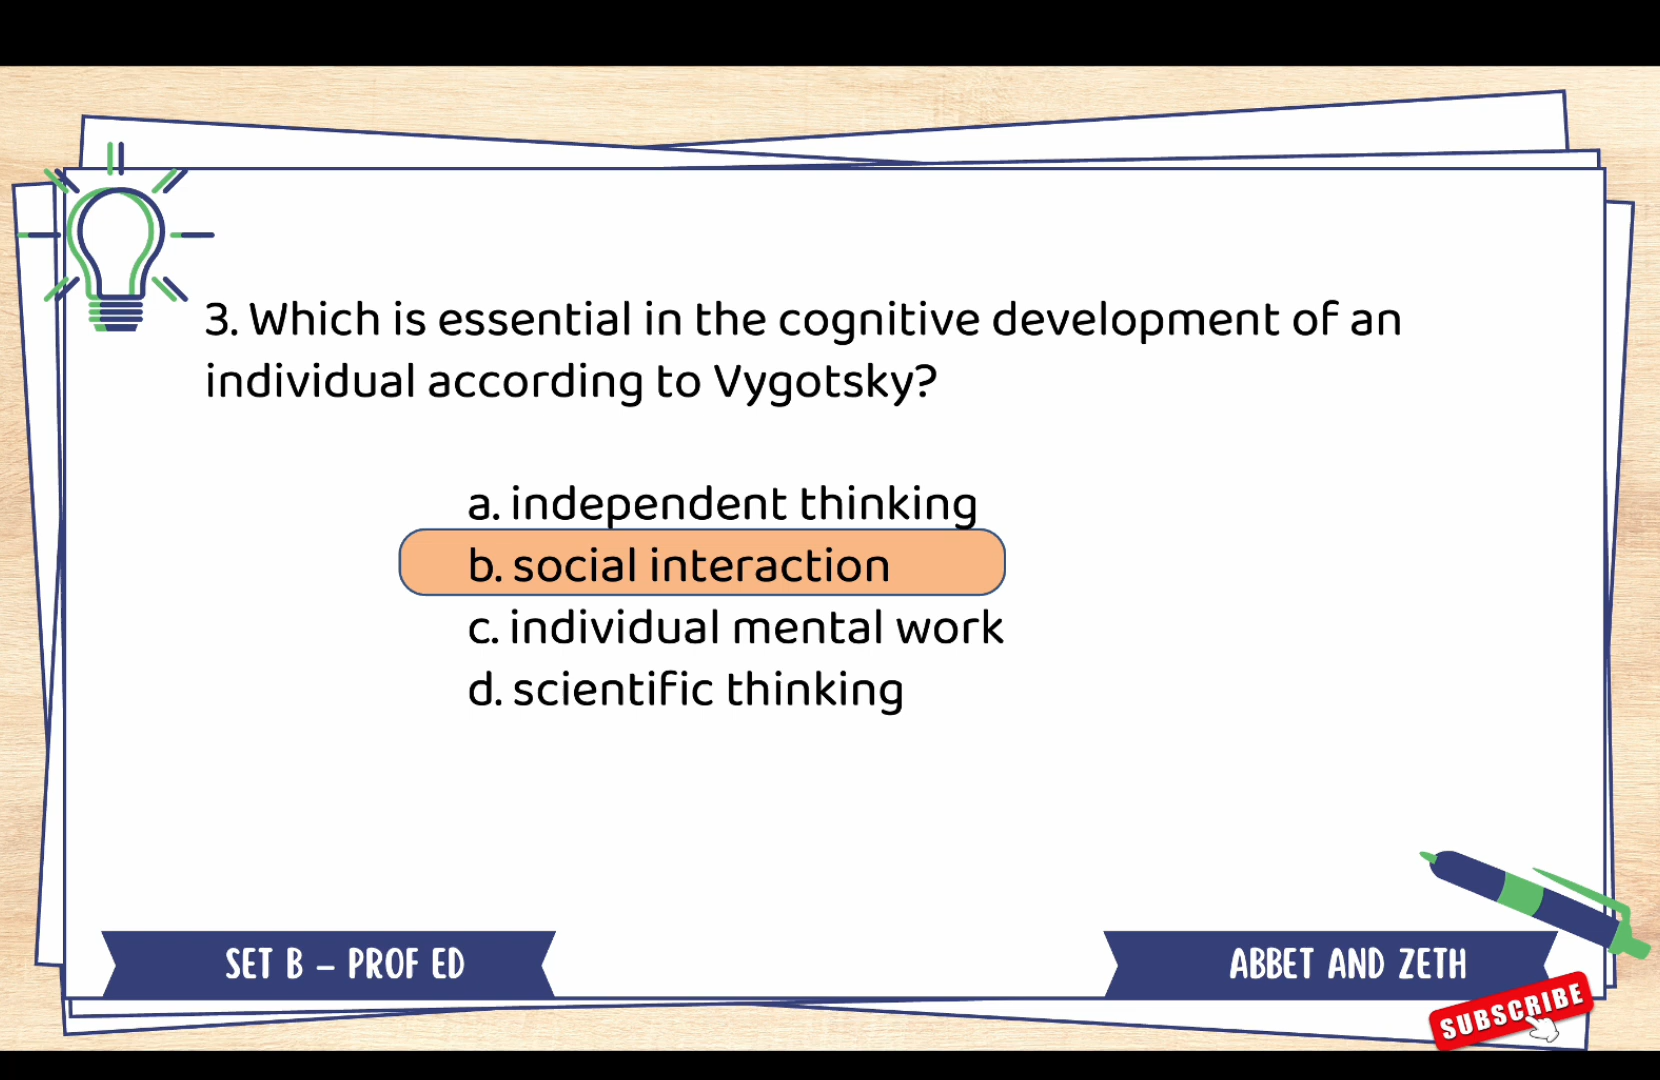 3. Which is essential in the cognitive development of an
individual according to Vygotsky?
a. independent thinking
b. social interaction
c. individual mental work
d. scientific thinking
SET B – PROF ED
ABBET AND ZETH
SUBSCRIBE